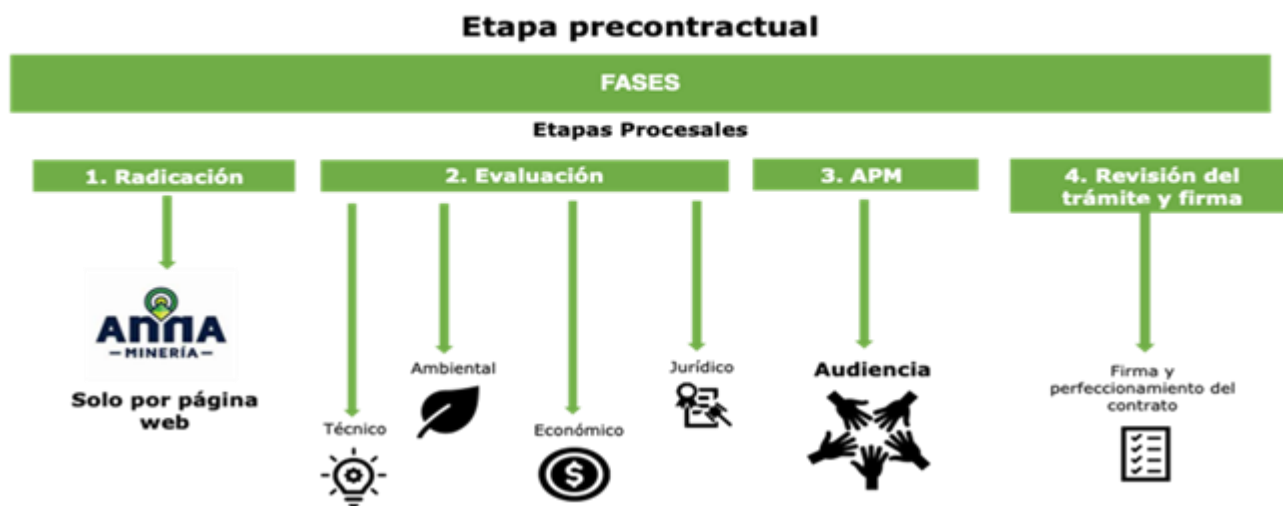 Etapa precontractual
FASES
Etapas Procesales
1. Radicación
2. Evaluación
3. APM
4. Revisión del
trámite y firma
ANNA
—MINERÍA—
Solo por página
web
Técnico
Ambiental
Económico
Jurídico
Audiencia
Firma y
perfeccionamiento del
contrato